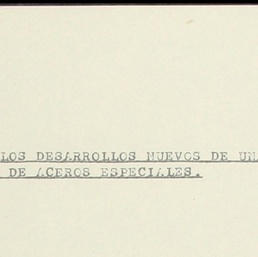 LOS DESARROLLOS NUEVOS DE UN
DE ACEROS ESPECIALES.